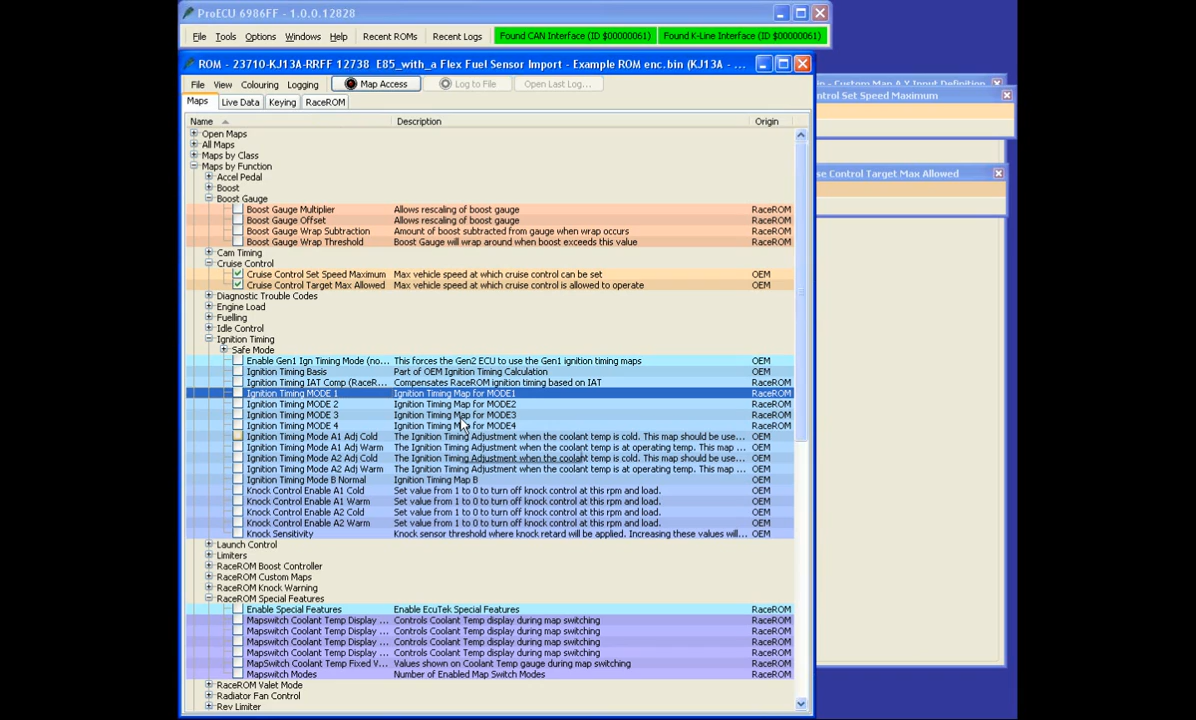 ProECU 6986FF - 1.0.0.12828
File Tools Options Windows Help Recent ROMs Recent Logs Found CAN Interface (ID $00000061) Found K-Line Interface (ID $00000061)
ROM - 23710-KJ13A-RRFF 12738 E85_with_a Flex Fuel Sensor Import - Example ROM enc.bin (KJ13A - ...
File View Colouring Logging Map Access Log to File Open Last Log...
Maps Live Data Keying RaceROM
Name Description Origin
Open Maps
All Maps
Maps by Class
Maps by Function
Accel Pedal
Boost
Boost Gauge
Boost Gauge Multiplier Allows rescaling of boost gauge RaceROM
Boost Gauge Offset Allows rescaling of boost gauge RaceROM
Boost Gauge Wrap Subtraction Amount of boost subtracted from gauge when wrap occurs RaceROM
Boost Gauge Wrap Threshold Boost Gauge will wrap around when boost exceeds this value RaceROM
Cam Timing
Cruise Control
Cruise Control Set Speed Maximum Max vehicle speed at which cruise control can be set OEM
Cruise Control Target Max Allowed Max vehicle speed at which cruise control is allowed to operate OEM
Diagnostic Trouble Codes
Engine Load
Fuelling
Idle Control
Ignition Timing
Safe Mode
Enable Gen1 Ign Timing Mode (no... This forces the Gen2 ECU to use the Gen1 ignition timing maps OEM
Ignition Timing Basis Part of OEM Ignition Timing Calculation OEM
Ignition Timing IAT Comp (RaceR... Compensates RaceROM ignition timing based on IAT RaceROM
Ignition Timing MODE 1 Ignition Timing Map for MODE1 RaceROM
Ignition Timing MODE 2 Ignition Timing Map for MODE2 RaceROM
Ignition Timing MODE 3 Ignition Timing Map for MODE3 RaceROM
Ignition Timing MODE 4 Ignition Timing Map for MODE4 RaceROM
Ignition Timing Mode A1 Adj Cold The Ignition Timing Adjustment when the coolant temp is cold. This map should be use... OEM
Ignition Timing Mode A1 Adj Warm The Ignition Timing Adjustment when the coolant temp is at operating temp. This map ... OEM
Ignition Timing Mode A2 Adj Cold The Ignition Timing Adjustment when the coolant temp is cold. This map should be use... OEM
Ignition Timing Mode A2 Adj Warm The Ignition Timing Adjustment when the coolant temp is at operating temp. This map ... OEM
Ignition Timing Mode B Normal Ignition Timing Map B OEM
Knock Control Enable A1 Cold Set value from 1 to 0 to turn off knock control at this rpm and load. OEM
Knock Control Enable A1 Warm Set value from 1 to 0 to turn off knock control at this rpm and load. OEM
Knock Control Enable A2 Cold Set value from 1 to 0 to turn off knock control at this rpm and load. OEM
Knock Control Enable A2 Warm Set value from 1 to 0 to turn off knock control at this rpm and load. OEM
Knock Sensitivity Knock sensor threshold where knock retard will be applied. Increasing these values will... OEM
Launch Control
Limiters
RaceROM Boost Controller
RaceROM Custom Maps
RaceROM Knock Warning
RaceROM Special Features
Enable Special Features Enable EcuTek Special Features RaceROM
Mapswitch Coolant Temp Display ... Controls Coolant Temp display during map switching RaceROM
Mapswitch Coolant Temp Display ... Controls Coolant Temp display during map switching RaceROM
Mapswitch Coolant Temp Display ... Controls Coolant Temp display during map switching RaceROM
Mapswitch Coolant Temp Display ... Controls Coolant Temp display during map switching RaceROM
MapSwitch Coolant Temp Fixed V... Values shown on Coolant Temp gauge during map switching RaceROM
Mapswitch Modes Number of Enabled Map Switch Modes RaceROM
RaceROM Valet Mode
Radiator Fan Control
Rev Limiter
- Custom Map A Y Input Definition
ntrol Set Speed Maximum
se Control Target Max Allowed